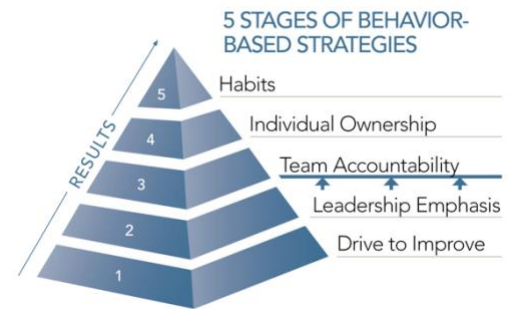 5 STAGES OF BEHAVIOR-
BASED STRATEGIES
RESULTS
5
Habits
4
Individual Ownership
3
Team Accountability
2
Leadership Emphasis
1
Drive to Improve